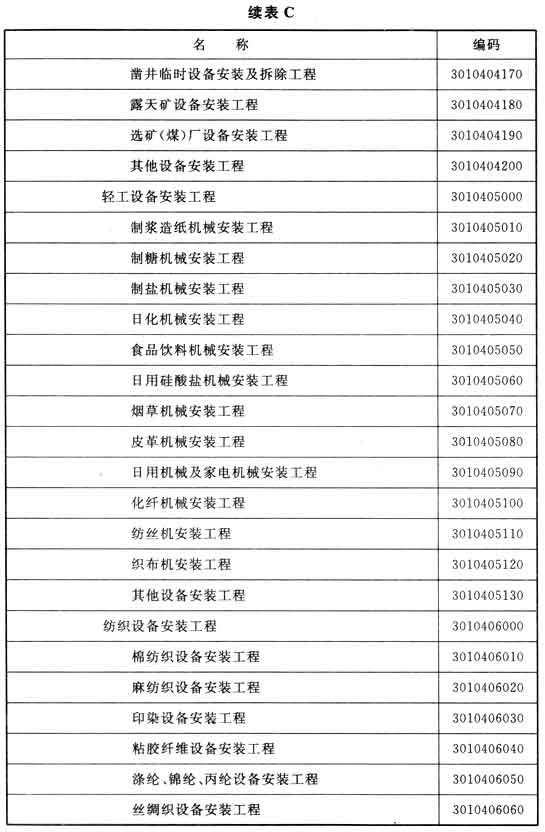 续表 C
名 称 编码
凿井临时设备安装及拆除工程 3010404170
露天矿设备安装工程 3010404180
选矿(煤)厂设备安装工程 3010404190
其他设备安装工程 3010404200
轻工设备安装工程 3010405000
制浆造纸机械安装工程 3010405010
制糖机械安装工程 3010405020
制盐机械安装工程 3010405030
日化机械安装工程 3010405040
食品饮料机械安装工程 3010405050
日用硅酸盐机械安装工程 3010405060
烟草机械安装工程 3010405070
皮革机械安装工程 3010405080
日用机械及家电机械安装工程 3010405090
化纤机械安装工程 3010405100
纺丝机安装工程 3010405110
织布机安装工程 3010405120
其他设备安装工程 3010405130
纺织设备安装工程 3010406000
棉纺织设备安装工程 3010406010
麻纺织设备安装工程 3010406020
印染设备安装工程 3010406030
粘胶纤维设备安装工程 3010406040
涤纶、锦纶、丙纶设备安装工程 3010406050
丝绸织设备安装工程 3010406060